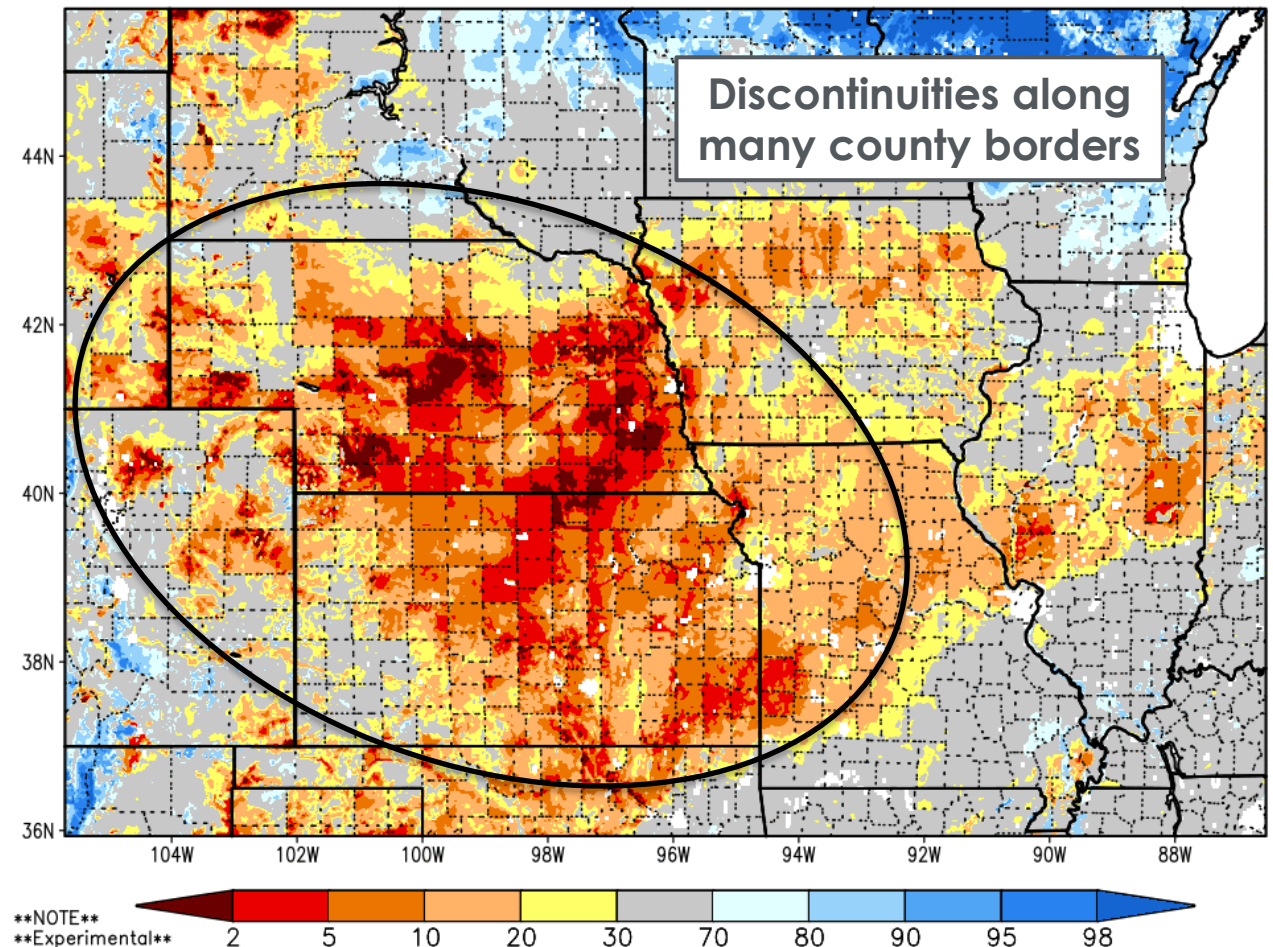 Discontinuities along
many county borders
44N
42N
40N
38N
36N
104W 102W 100W 98W 96W 94W 92W 90W 88W
**NOTE**
**Experimental** 2 5 10 20 30 70 80 90 95 98